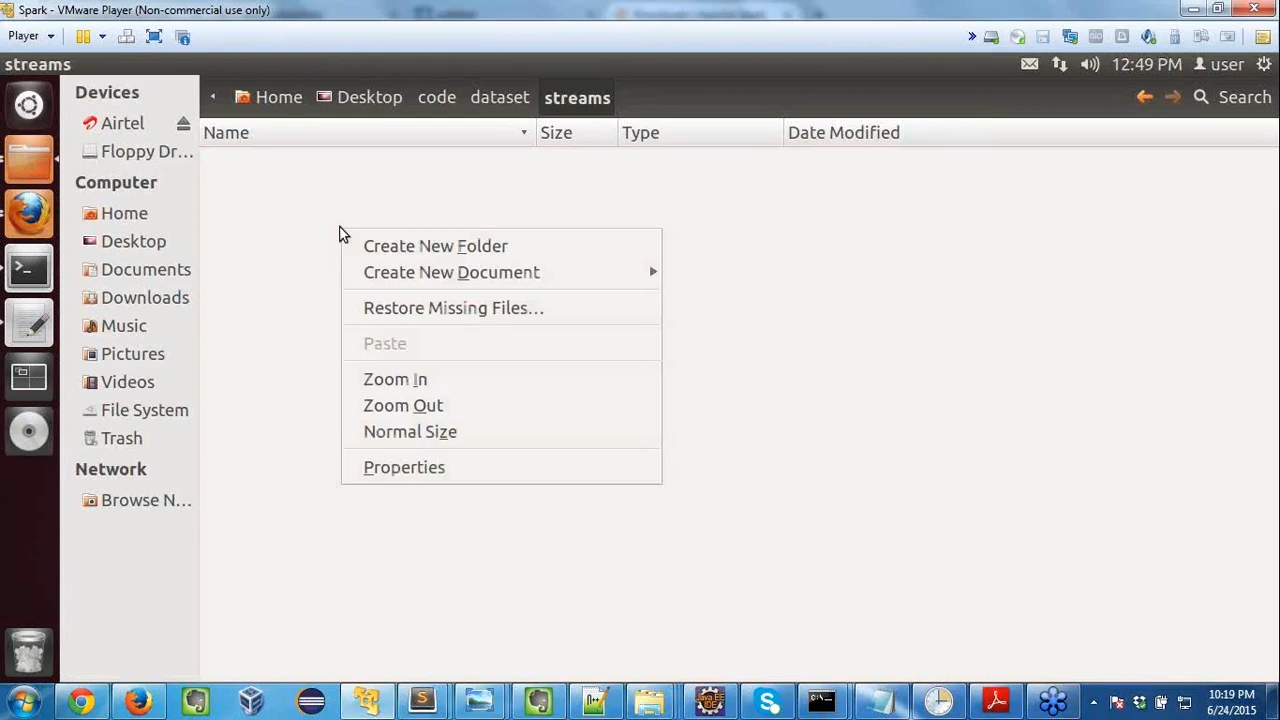 Spark - VMware Player (Non-commercial use only)
Player
streams
12:49 PM
user
Devices
Home
Desktop
code
dataset
streams
Search
Airtel
Name
Size
Type
Date Modified
Floppy Dr...
Computer
Home
Desktop
Documents
Downloads
Music
Pictures
Videos
File System
Trash
Network
Browse N...
Create New Folder
Create New Document
Restore Missing Files...
Paste
Zoom In
Zoom Out
Normal Size
Properties
10:19 PM
6/24/2015